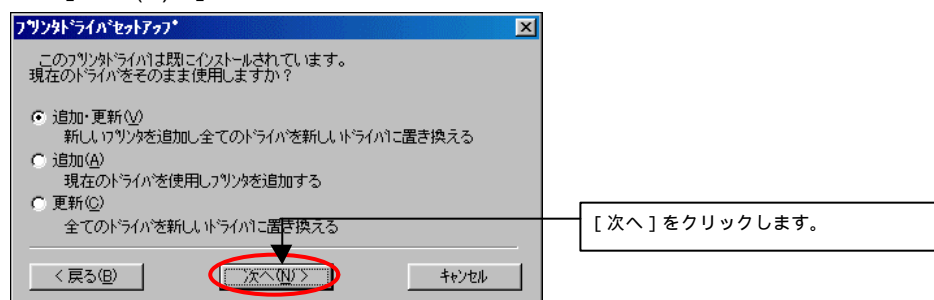 プリンタドライバセットアップ
このプリンタドライバは既にインストールされています。
現在のドライバをそのまま使用しますか？
追加・更新(V)
新しいプリンタを追加し全てのドライバを新しいドライバに置き換える
追加(A)
現在のドライバを使用しプリンタを追加する
更新(C)
全てのドライバを新しいドライバに置き換える
[ 次へ ] をクリックします。
< 戻る(B)
次へ(N) >
キャンセル